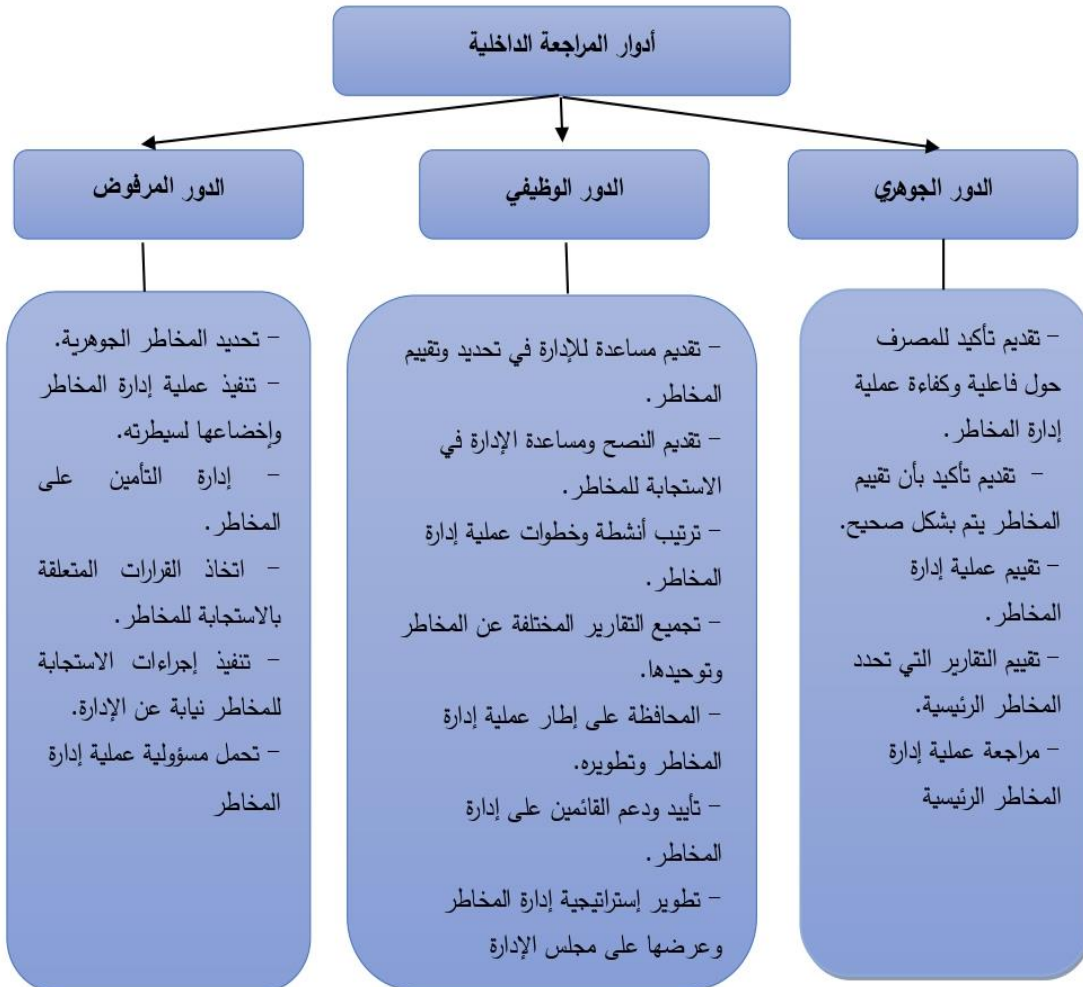 أدوار المراجعة الداخلية
الدور الجوهري
الدور الوظيفي
الدور المرفوض
- تقديم تأكيد للمصرف
حول فاعلية وكفاءة عملية
إدارة المخاطر.
- تقديم تأكيد بأن تقييم
المخاطر يتم بشكل صحيح.
- تقييم عملية إدارة
المخاطر.
- تقييم التقارير التي تحدد
المخاطر الرئيسية.
- مراجعة عملية إدارة
المخاطر الرئيسية
- تقديم مساعدة للإدارة في تحديد وتقييم
المخاطر.
- تقديم النصح ومساعدة الإدارة في
الاستجابة للمخاطر.
- ترتيب أنشطة وخطوات عملية إدارة
المخاطر.
- تجميع التقارير المختلفة عن المخاطر
وتوحيدها.
- المحافظة على إطار عملية إدارة
المخاطر وتطويره.
- تأييد ودعم القائمين على إدارة
المخاطر.
- تطوير إستراتيجية إدارة المخاطر
وعرضها على مجلس الإدارة
- تحديد المخاطر الجوهرية.
- تنفيذ عملية إدارة المخاطر
وإخضاعها لسيطرته.
- إدارة التأمين على
المخاطر.
- اتخاذ القرارات المتعلقة
بالاستجابة للمخاطر.
- تنفيذ إجراءات الاستجابة
للمخاطر نيابة عن الإدارة.
- تحمل مسؤولية عملية إدارة
المخاطر